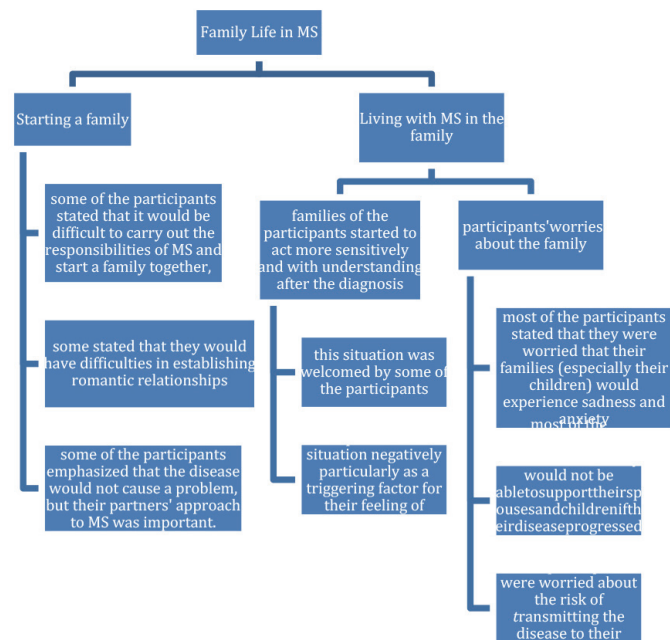 Family Life in MS
Starting a family
Living with MS in the
family
some of the participants
stated that it would be
difficult to carry out the
responsibilities of MS and
start a family together,
some stated that they would
have difficulties in establishing
romantic relationships
some of the participants
emphasized that the disease
would not cause a problem,
but their partners' approach
to MS was important.
families of the
participants started to
act more sensitively
and with understanding
after the diagnosis
this situation was
welcomed by some of
the participants
situation negatively
particularly as a
triggering factor for
their feeling of
participants'worries
about the family
most of the participants
stated that they were
worried that their
families (especially their
children) would
experience sadness and
anxiety
most of the
would not be
abletosupporttheirsp
ousesandchildrenifth
eirdiseaseprogressed
were worried about
the risk of
transmitting the
disease to their